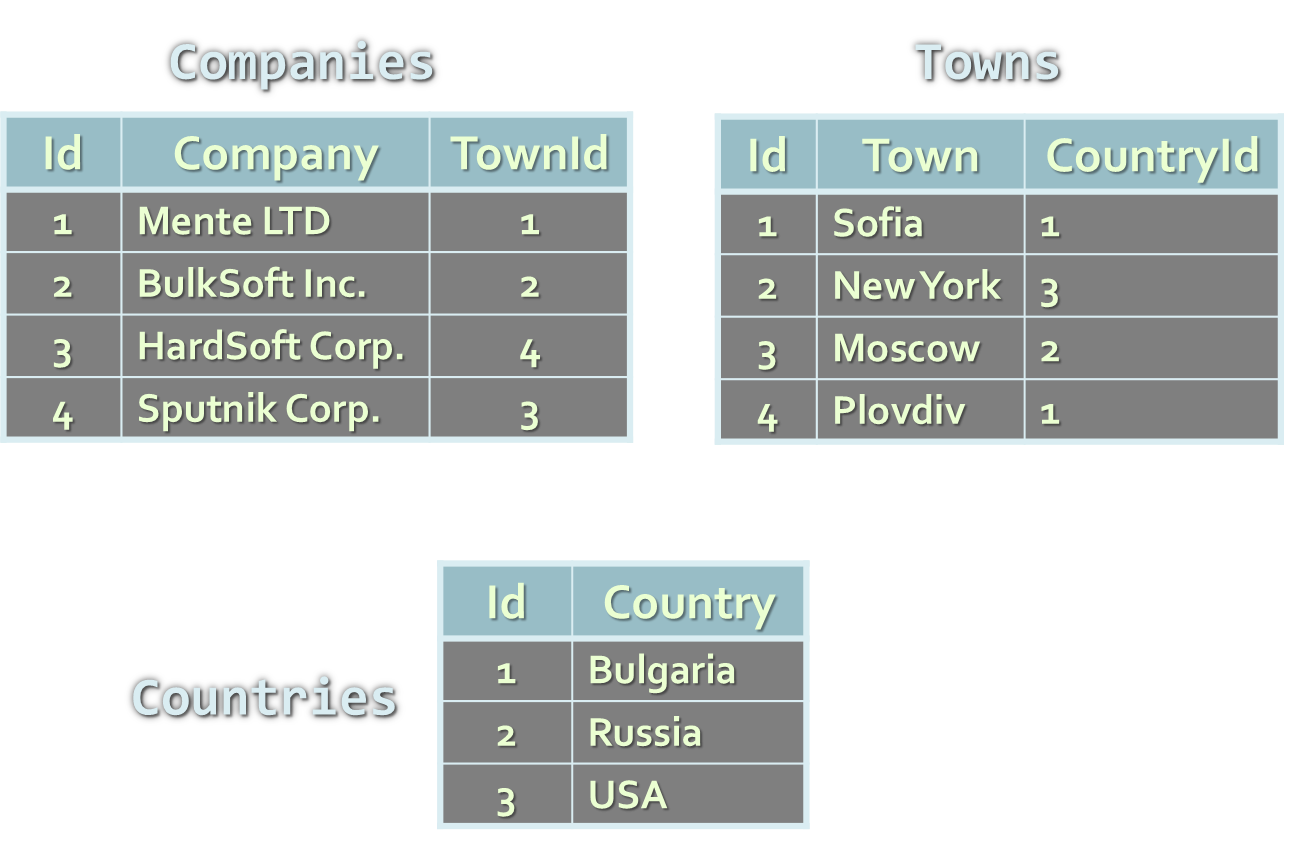 Companies
Id Company TownId
1 Mente LTD 1
2 BulkSoft Inc. 2
3 HardSoft Corp. 4
4 Sputnik Corp. 3
Towns
Id Town CountryId
1 Sofia 1
2 New York 3
3 Moscow 2
4 Plovdiv 1
Countries
Id Country
1 Bulgaria
2 Russia
3 USA